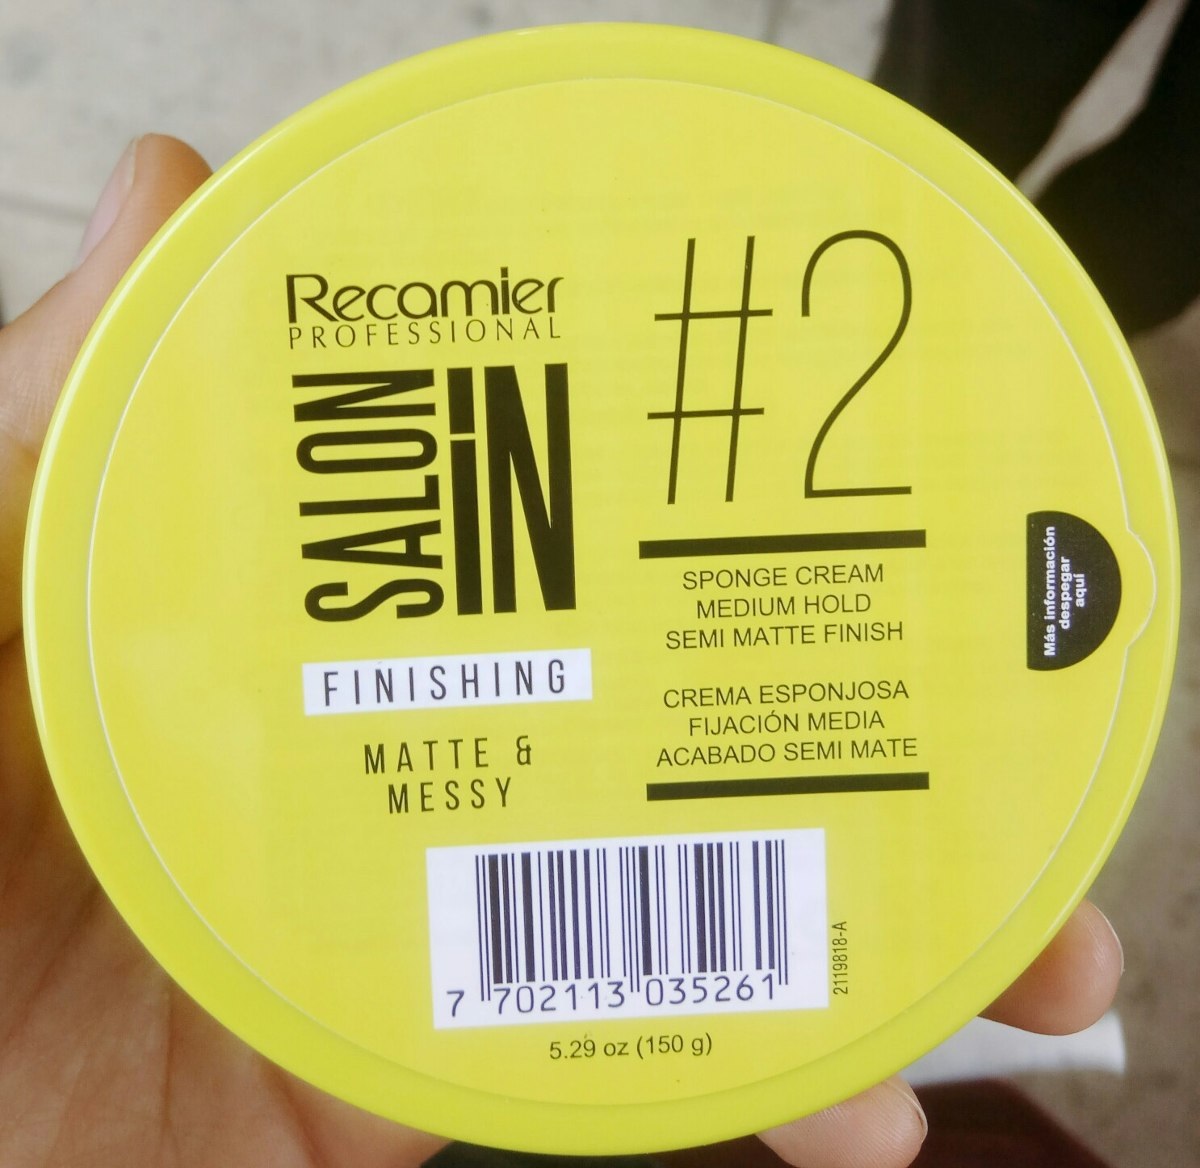 Recamier
PROFESSIONAL
SALON
IN
FINISHING
MATTE &
MESSY
#2
SPONGE CREAM
MEDIUM HOLD
SEMI MATTE FINISH
CREMA ESPONJOSA
FIJACIÓN MEDIA
ACABADO SEMI MATE
Más información
despegar
aquí
7 702113 035261
2119818-A
5.29 oz (150 g)